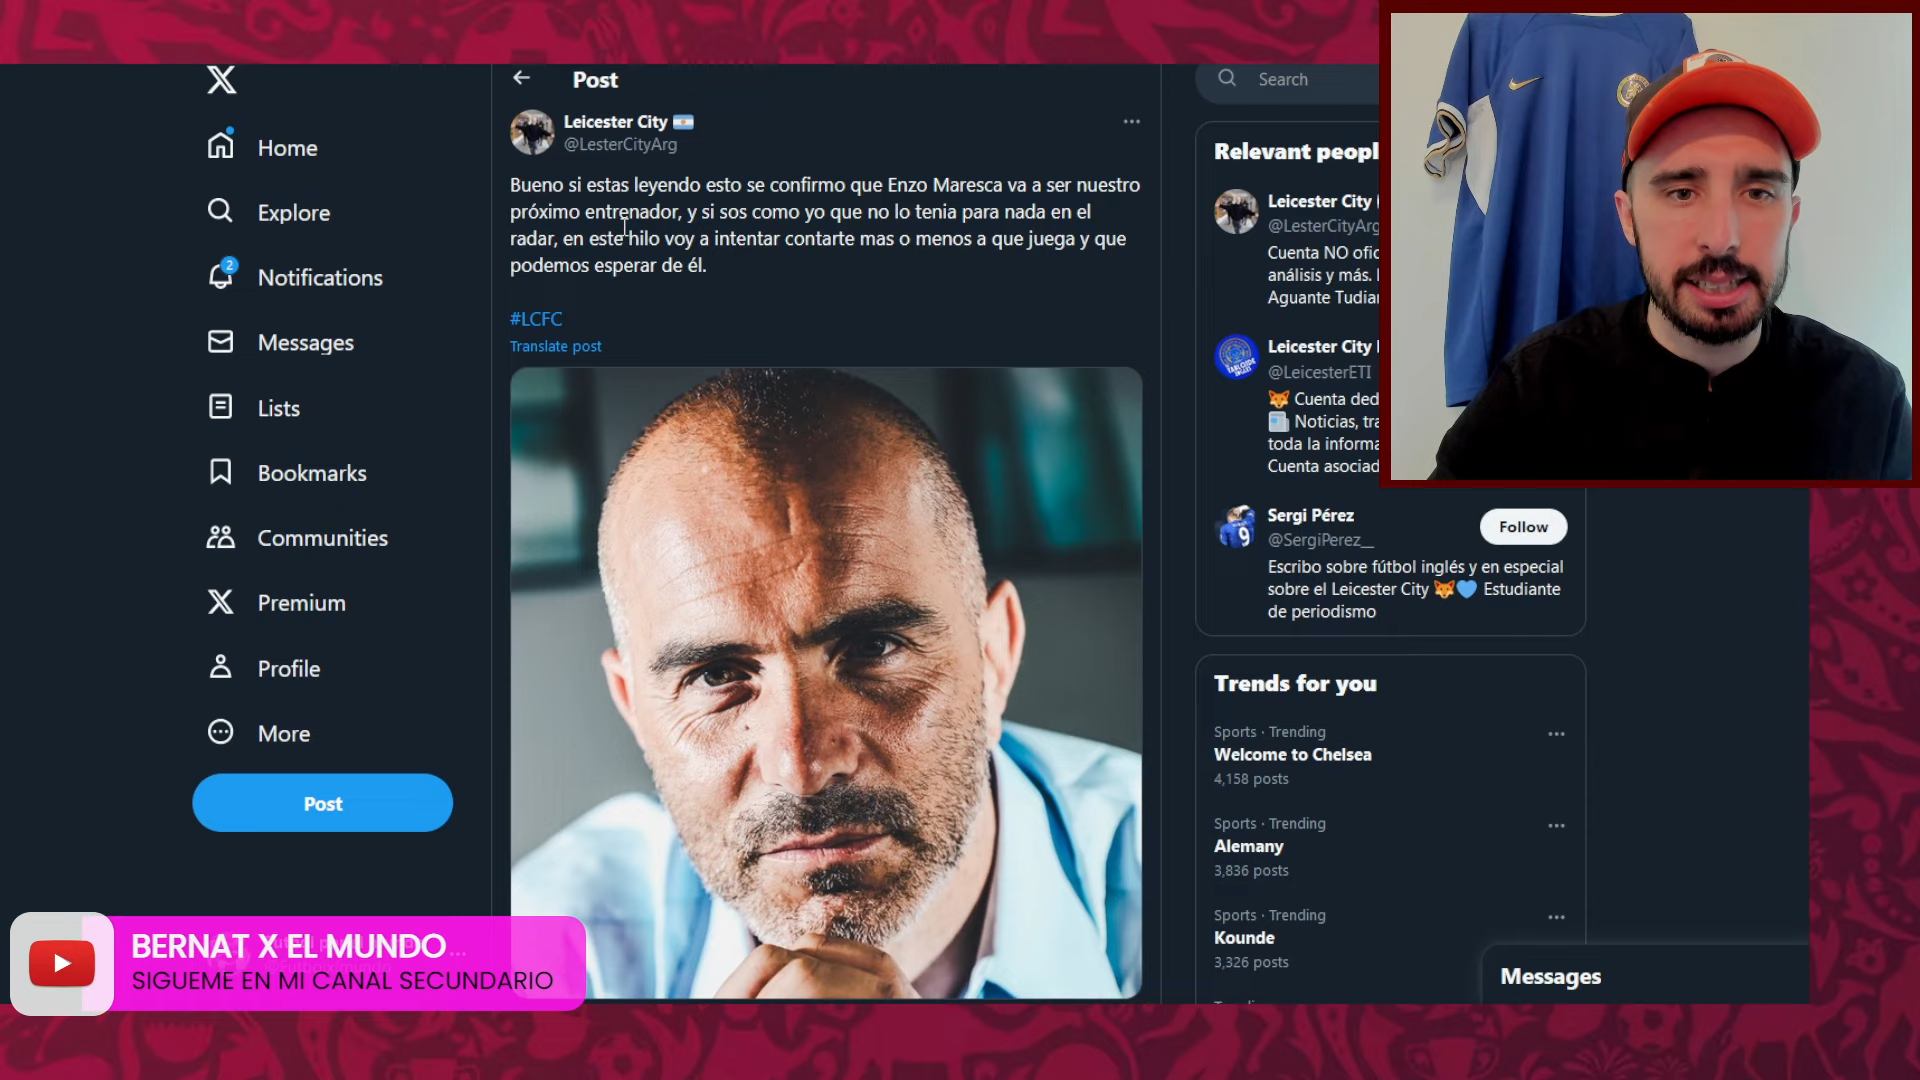 Home
Explore
2
Notifications
Messages
Lists
Bookmarks
Communities
Premium
Profile
More
Post
Post
Leicester City
@LesterCityArg
Bueno si estas leyendo esto se confirmo que Enzo Maresca va a ser nuestro
próximo entrenador, y si sos como yo que no lo tenia para nada en el
radar, en este hilo voy a intentar contarte mas o menos a que juega y que
podemos esperar de él.
#LCFC
Translate post
Search
Relevant peopl
Leicester City
@LesterCityArg
Cuenta NO ofic
análisis y más.
Aguante Tudia
Leicester City
@LeicesterETI
Cuenta ded
Noticias, tra
toda la informa
Cuenta asociad
Sergi Pérez
@SergiPerez__
Follow
Escribo sobre fútbol inglés y en especial
sobre el Leicester City 🦊💙 Estudiante
de periodismo
Trends for you
Sports · Trending
Welcome to Chelsea
4,158 posts
Sports · Trending
Alemany
3,836 posts
Sports · Trending
Kounde
3,326 posts
Messages
BERNAT X EL MUNDO
SIGUEME EN MI CANAL SECUNDARIO